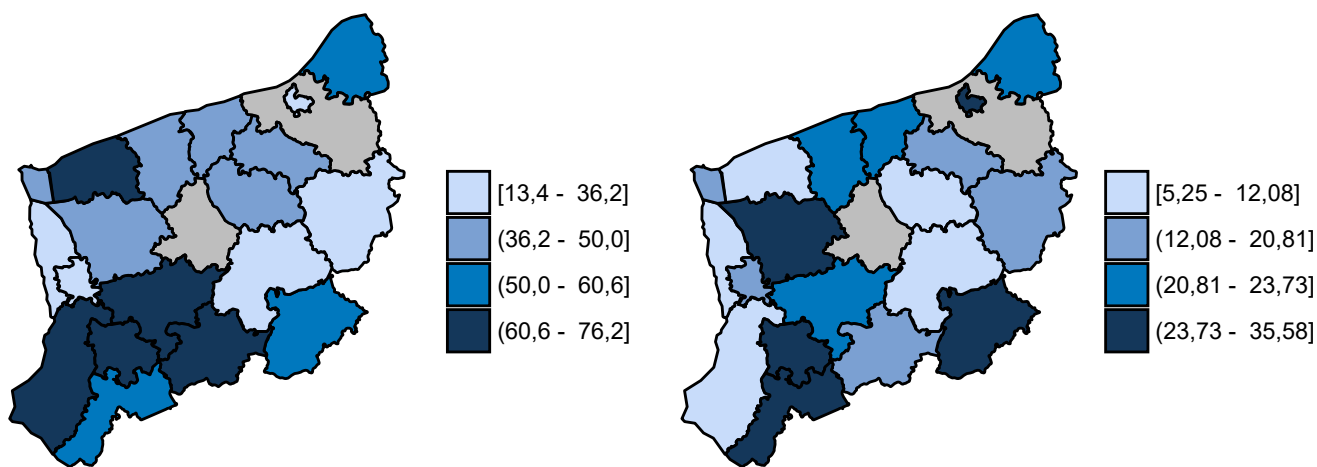 [13,4 - 36,2]
(36,2 - 50,0]
(50,0 - 60,6]
(60,6 - 76,2]
[5,25 - 12,08]
(12,08 - 20,81]
(20,81 - 23,73]
(23,73 - 35,58]